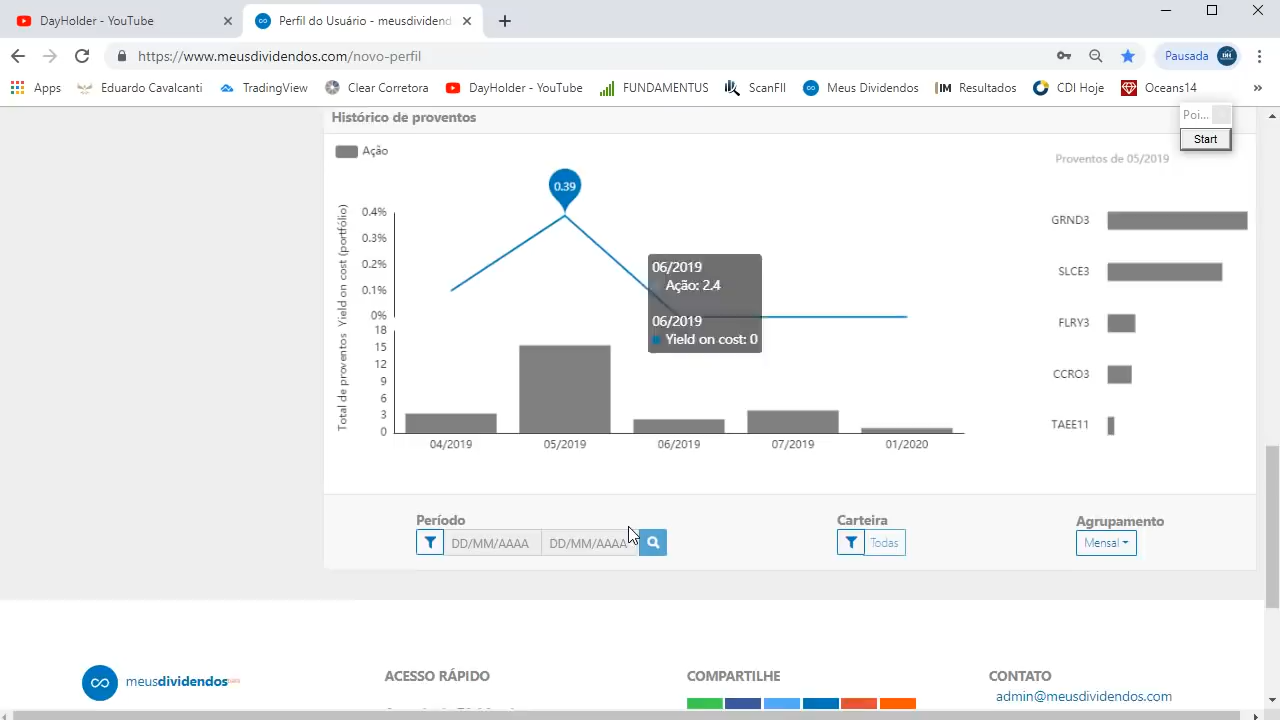 DayHolder - YouTube
Perfil do Usuário - meusdividend
https://www.meusdividendos.com/novo-perfil
Pausada
Apps
Eduardo Cavalcanti
TradingView
Clear Corretor
DayHolder - YouTube
FUNDAMENTUS
ScanFII
Meus Dividendos
IM Resultados
CDI Hoje
Oceans14
»
Histórico de proventos
Poi...
Start
Ação
Proventos de 05/2019
0.39
Yield on cost (portfólio)
0.4%
0.3%
0.2%
0.1%
0%
06/2019
Ação: 2.4
06/2019
Yield on cost: 0
GRND3
SLCE3
FLRY3
CCRO3
TAEE11
Total de proventos
18
15
12
9
6
3
0
04/2019
05/2019
06/2019
07/2019
01/2020
Período
DD/MM/AAAA
DD/MM/AAAA
Carteira
Todas
Agrupamento
Mensal
meusdividendos
ACESSO RÁPIDO
COMPARTILHE
CONTATO
admin@meusdividendos.com